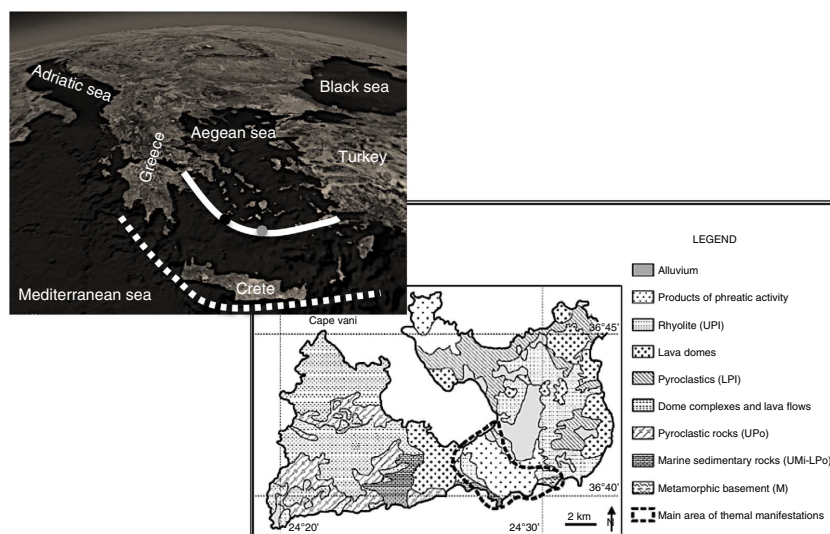 Adriatic sea
Black sea
Aegean sea
Greece
Turkey
Crete
Mediterranean sea
Cape vani
36°45'
36°40'
24°20'
24°30'
2 km
N
LEGEND
Alluvium
Products of phreatic activity
Rhyolite (UPI)
Lava domes
Pyroclastics (LPI)
Dome complexes and lava flows
Pyroclastic rocks (UPo)
Marine sedimentary rocks (UMi-LPo)
Metamorphic basement (M)
Main area of themal manifestations